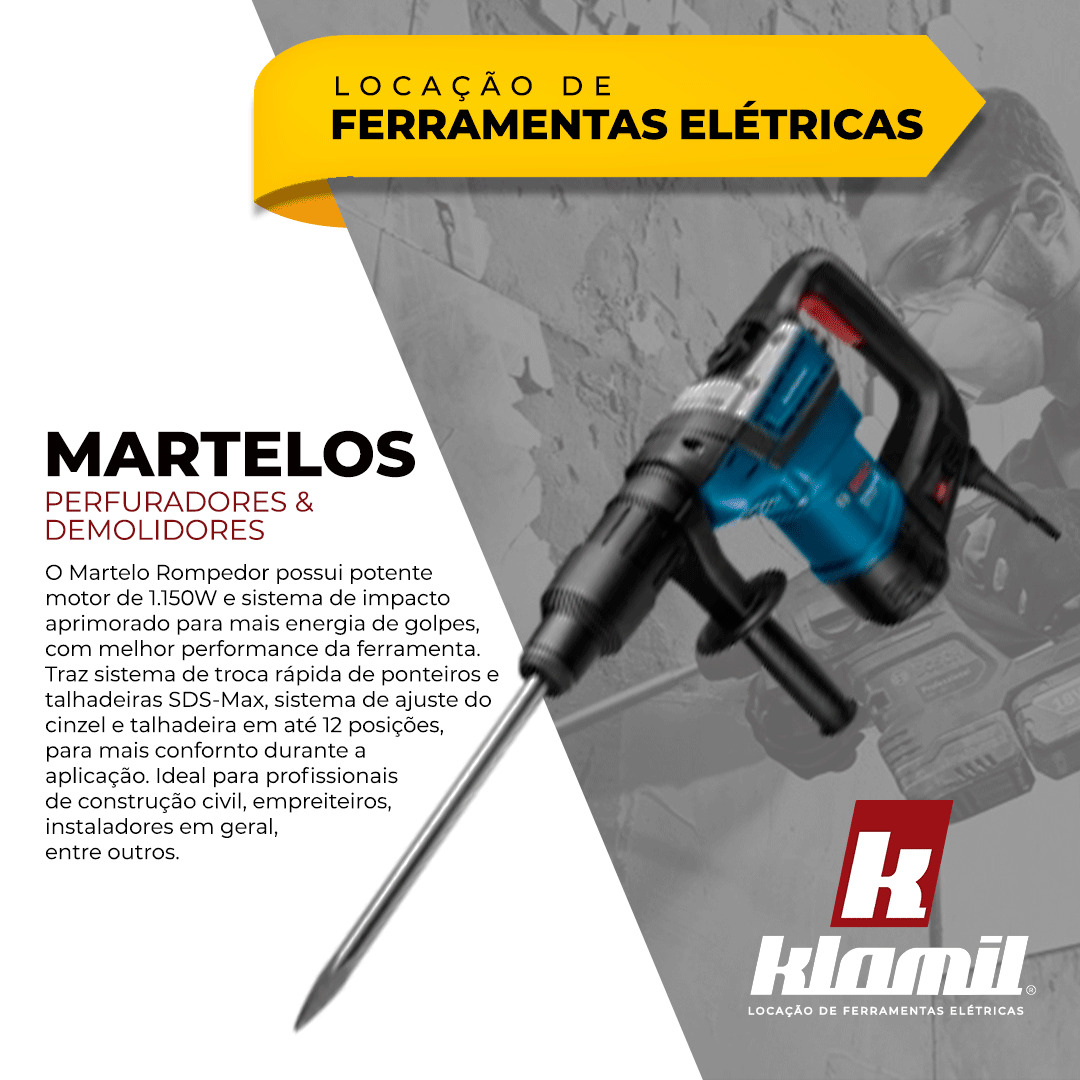 LOCAÇÃO DE
FERRAMENTAS ELÉTRICAS
MARTELOS
PERFURADORES &
DEMOLIDORES
O Martelo Rompedor possui potente
motor de 1.150W e sistema de impacto
aprimorado para mais energia de golpes,
com melhor performance da ferramenta.
Traz sistema de troca rápida de ponteiros e
talhadeiras SDS-Max, sistema de ajuste do
cinzel e talhadeira em até 12 posições,
para mais confornto durante a
aplicação. Ideal para profissionais
de construção civil, empreiteiros,
instaladores em geral,
entre outros.
k
klamil®
LOCAÇÃO DE FERRAMENTAS ELÉTRICAS